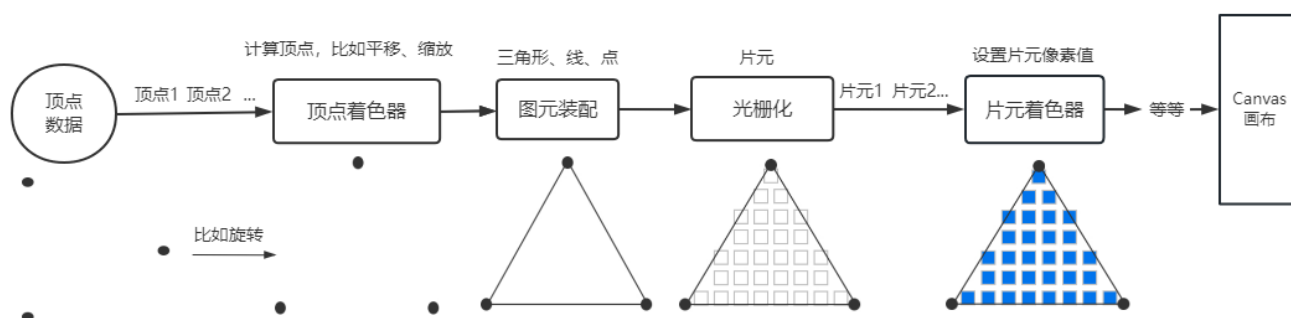 计算顶点，比如平移、缩放
三角形、线、点
片元
设置片元像素值
顶点
数据
顶点1 顶点2 ...
顶点着色器
图元装配
光栅化
片元1 片元2...
片元着色器
等等
Canvas
画布
比如旋转